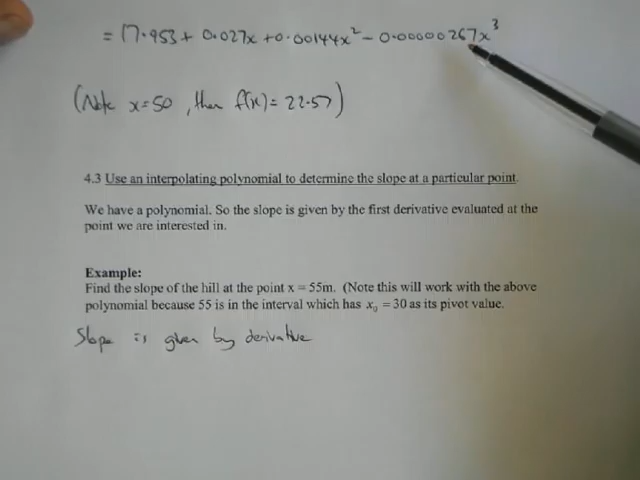 = 17.953 + 0.027x + 0.00144x² - 0.00000267x³
(Note x=50, then f(x) = 22.57)
4.3 Use an interpolating polynomial to determine the slope at a particular point.
We have a polynomial. So the slope is given by the first derivative evaluated at the
point we are interested in.
Example:
Find the slope of the hill at the point x = 55m. (Note this will work with the above
polynomial because 55 is in the interval which has x₀ = 30 as its pivot value.
Slope is given by derivative